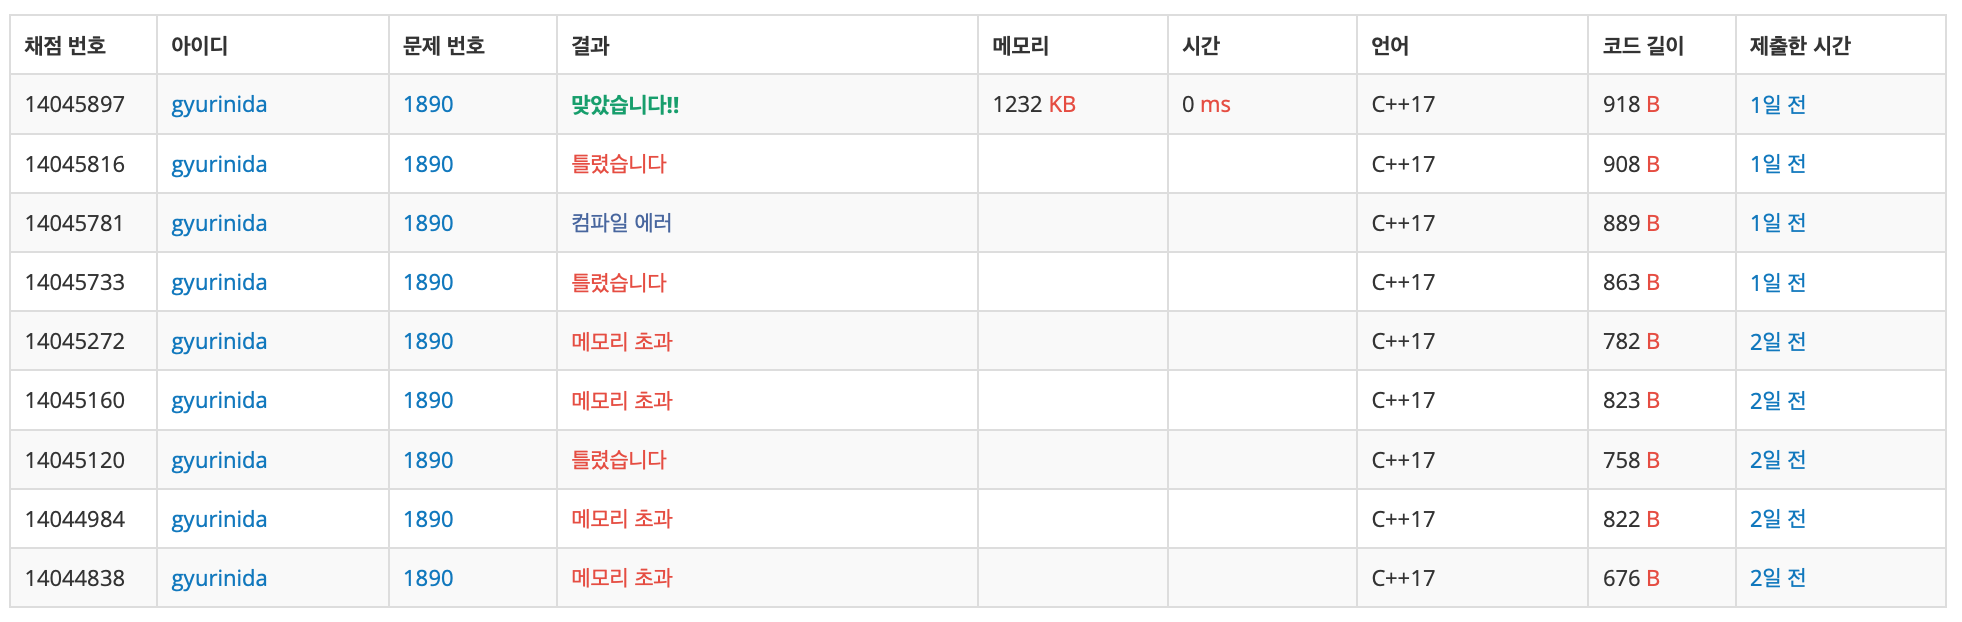 채점 번호 아이디 문제 번호 결과 메모리 시간 언어 코드 길이 제출한 시간
14045897 gyurinida 1890 맞았습니다!! 1232 KB 0 ms C++17 918 B 1일 전
14045816 gyurinida 1890 틀렸습니다 C++17 908 B 1일 전
14045781 gyurinida 1890 컴파일 에러 C++17 889 B 1일 전
14045733 gyurinida 1890 틀렸습니다 C++17 863 B 1일 전
14045272 gyurinida 1890 메모리 초과 C++17 782 B 2일 전
14045160 gyurinida 1890 메모리 초과 C++17 823 B 2일 전
14045120 gyurinida 1890 틀렸습니다 C++17 758 B 2일 전
14044984 gyurinida 1890 메모리 초과 C++17 822 B 2일 전
14044838 gyurinida 1890 메모리 초과 C++17 676 B 2일 전